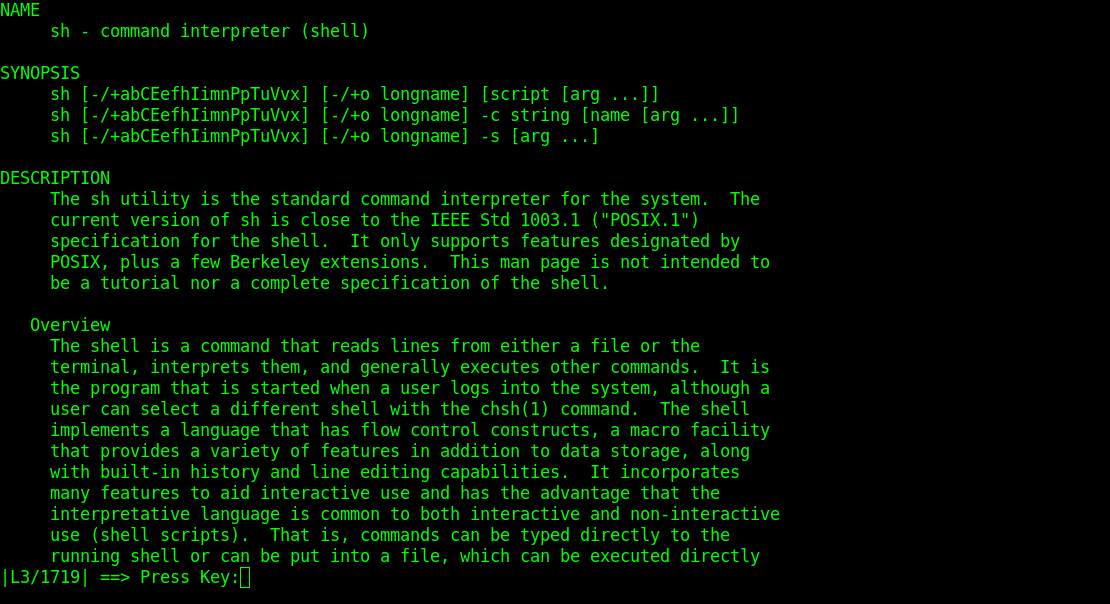 NAME
sh - command interpreter (shell)
SYNOPSIS
sh [-/+abCEefhIimnPpTuVvx] [-/+o longname] [script [arg ...]]
sh [-/+abCEefhIimnPpTuVvx] [-/+o longname] -c string [name [arg ...]]
sh [-/+abCEefhIimnPpTuVvx] [-/+o longname] -s [arg ...]
DESCRIPTION
The sh utility is the standard command interpreter for the system.  The
current version of sh is close to the IEEE Std 1003.1 ("POSIX.1")
specification for the shell.  It only supports features designated by
POSIX, plus a few Berkeley extensions.  This man page is not intended to
be a tutorial nor a complete specification of the shell.
Overview
The shell is a command that reads lines from either a file or the
terminal, interprets them, and generally executes other commands.  It is
the program that is started when a user logs into the system, although a
user can select a different shell with the chsh(1) command.  The shell
implements a language that has flow control constructs, a macro facility
that provides a variety of features in addition to data storage, along
with built-in history and line editing capabilities.  It incorporates
many features to aid interactive use and has the advantage that the
interpretative language is common to both interactive and non-interactive
use (shell scripts).  That is, commands can be typed directly to the
running shell or can be put into a file, which can be executed directly
|L3/1719| ==> Press Key: